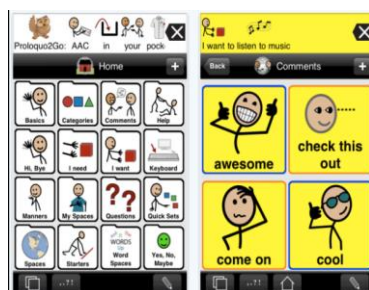 Proloquo2Go: AAC in your pock
Home
Basics Categories Comments Help
Hi, Bye I need I want Keyboard
Manners My Spaces Questions Quick Sets
WORDS
Spaces Starters Word Spaces Yes, No, Maybe
I want to listen to music
Back Comments
awesome check this out
come on cool